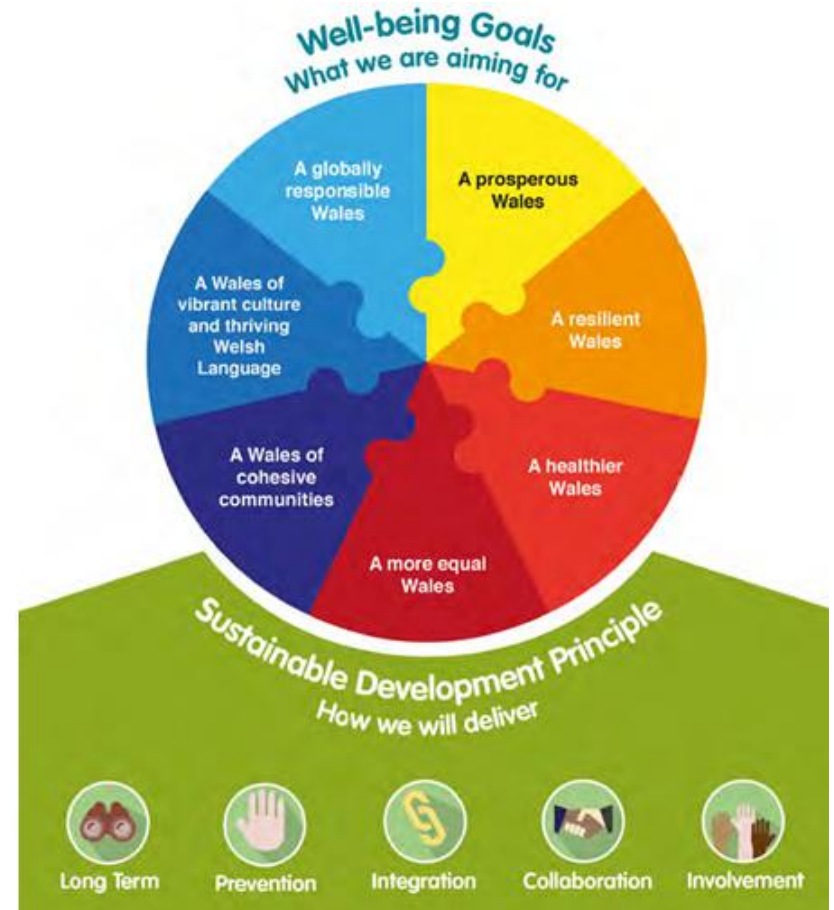 Well-being Goals
What we are aiming for
A globally
responsible
Wales
A prosperous
Wales
A Wales of
vibrant culture
and thriving
Welsh
Language
A resilient
Wales
A Wales of
cohesive
communities
A healthier
Wales
A more equal
Wales
Sustainable Development Principle
How we will deliver
Long Term
Prevention
Integration
Collaboration
Involvement